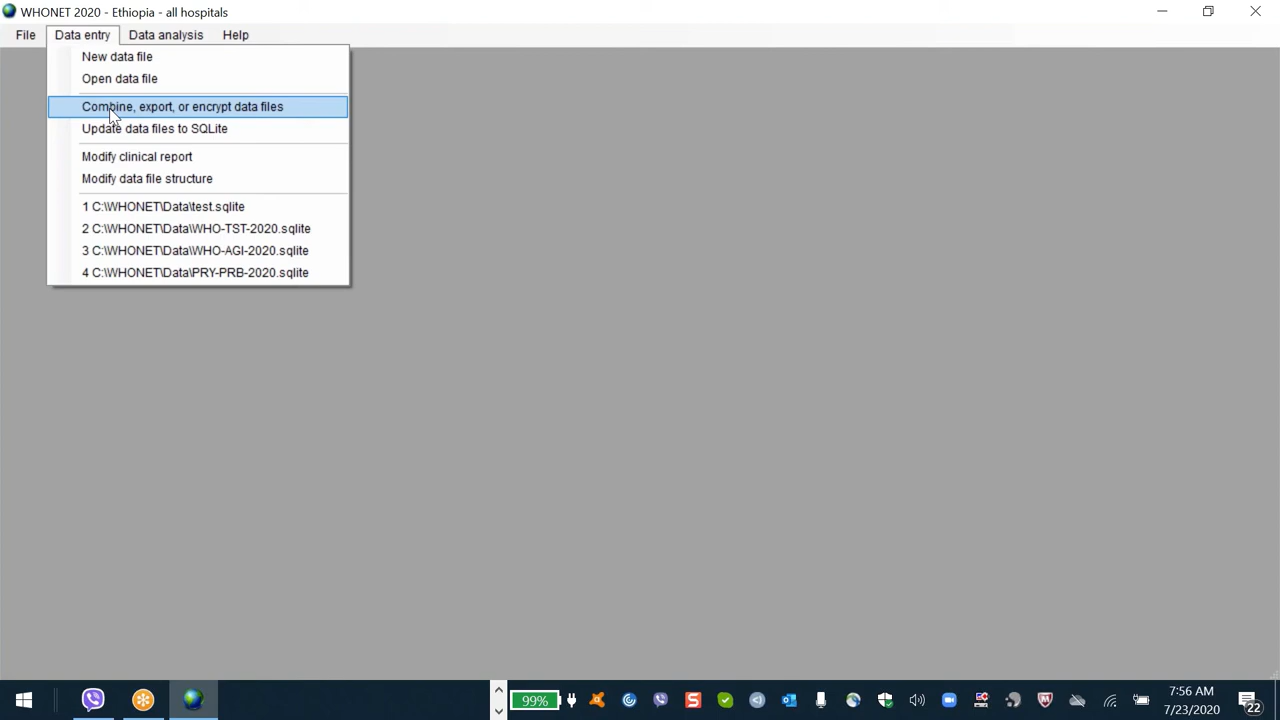 WHONET 2020 - Ethiopia - all hospitals
File Data entry Data analysis Help
New data file
Open data file
Combine, export, or encrypt data files
Update data files to SQLite
Modify clinical report
Modify data file structure
1 C:\WHONET\Data\test.sqlite
2 C:\WHONET\Data\WHO-TST-2020.sqlite
3 C:\WHONET\Data\WHO-AGI-2020.sqlite
4 C:\WHONET\Data\PRY-PRB-2020.sqlite
99%
7:56 AM
7/23/2020
22